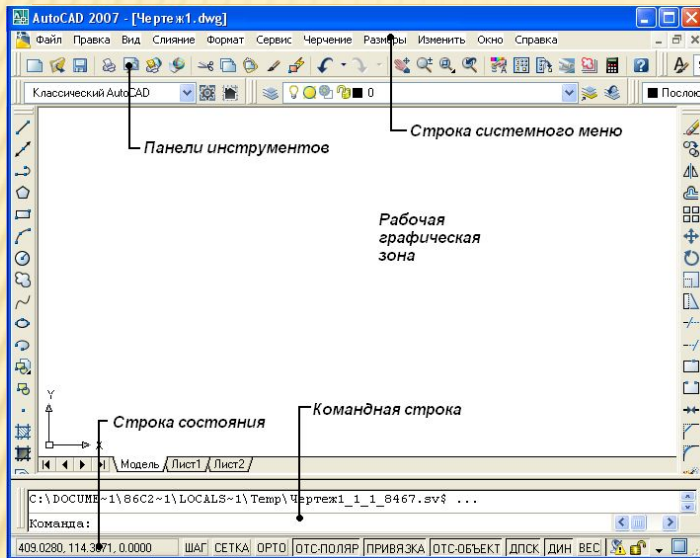 AutoCAD 2007 - [Чертеж1.dwg]
Файл Правка Вид Слияние Формат Сервис Черчение Размеры Изменить Окно Справка
Классический AutoCAD 0 Послою
Строка системного меню
Панели инструментов
Рабочая
графическая
зона
Y
X
Строка состояния
Командная строка
Модель Лист1 Лист2
C:\DOCUME~1\86C2~1\LOCALS~1\Temp\Чертеж1_1_1_8467.sv$ ...
Команда:
409.0280, 114.3071, 0.0000 ШАГ СЕТКА ОРТО ОТС-ПОЛЯР ПРИВЯЗКА ОТС-ОБЪЕКТ ДПСК ДИН ВЕС